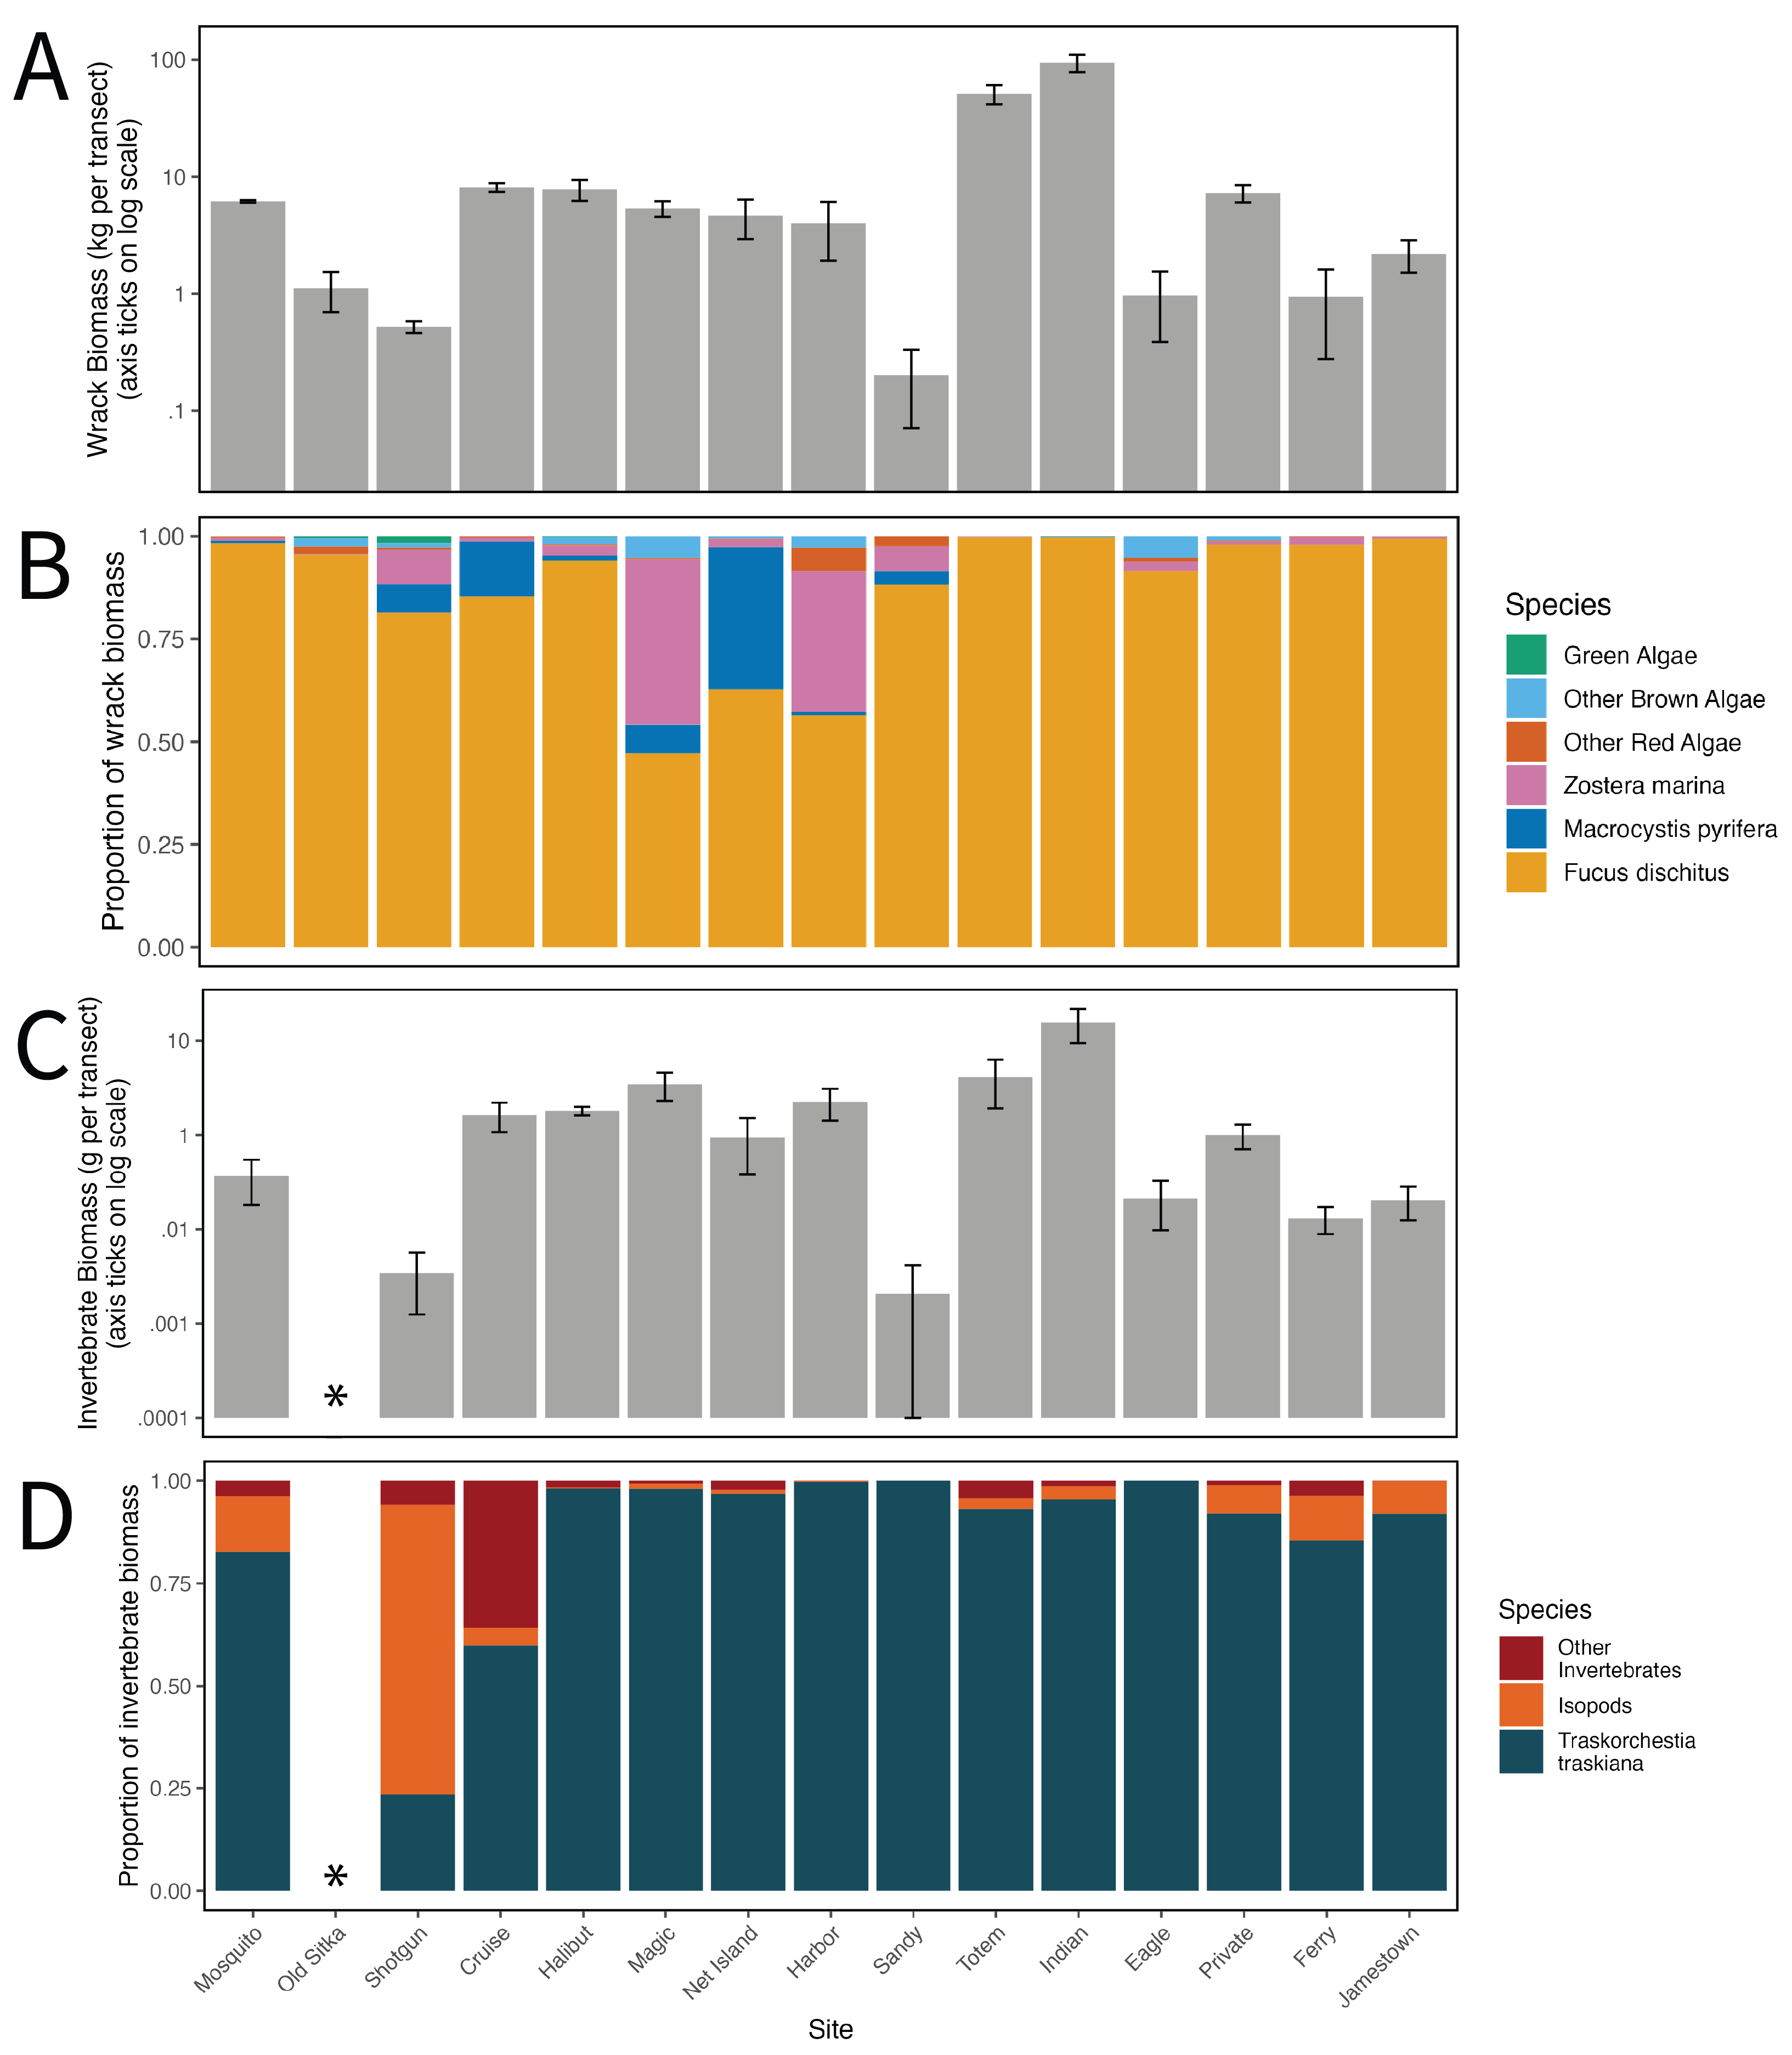 A
Wrack Biomass (kg per transect)
(axis ticks on log scale)
100
10
1
.1
B
Proportion of wrack biomass
1.00
0.75
0.50
0.25
0.00
Species
Green Algae
Other Brown Algae
Other Red Algae
Zostera marina
Macrocystis pyrifera
Fucus dischitus
C
Invertebrate Biomass (g per transect)
(axis ticks on log scale)
10
1
.01
.001
.0001
*
D
Proportion of invertebrate biomass
1.00
0.75
0.50
0.25
0.00
*
Species
Other
Invertebrates
Isopods
Traskorchestia
traskiana
Mosquito
Old Sitka
Shotgun
Cruise
Halibut
Magic
Net Island
Harbor
Sandy
Totem
Indian
Eagle
Private
Ferry
Jamestown
Site